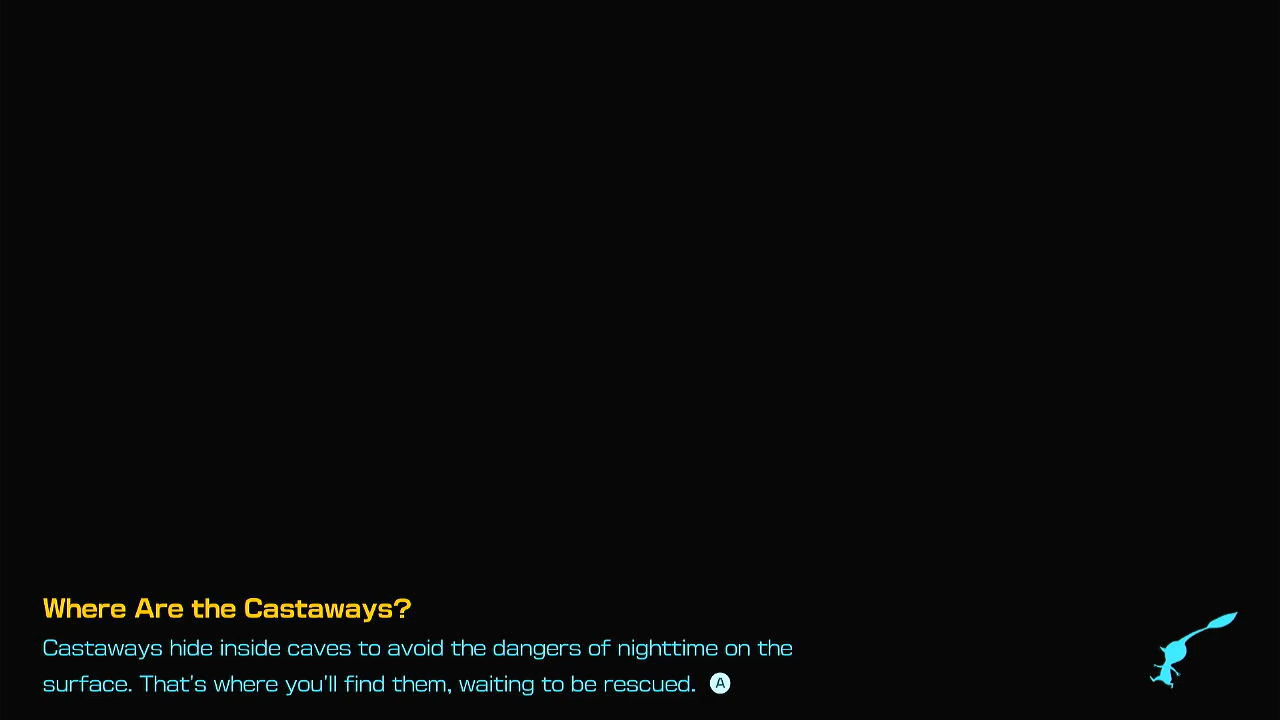 Where Are the Castaways?
Castaways hide inside caves to avoid the dangers of nighttime on the
surface. That's where you'll find them, waiting to be rescued. A